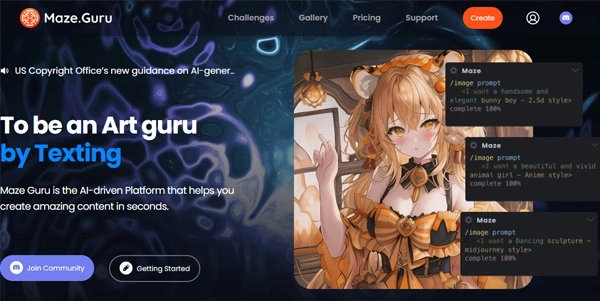 Maze.Guru
Challenges
Gallery
Pricing
Support
Create
US Copyright Office's new guidance on AI-gener...
To be an Art guru
by Texting
Maze Guru is the AI-driven Platform that helps you
create amazing content in seconds.
Join Community
Getting Started
Maze
/image prompt
<I want a handsome and
elegant bunny boy - 2.5d style>
complete 100%
Maze
/image prompt
<I want a beautiful and vivid
animal girl - Anime style>
complete 100%
Maze
/image prompt
<I want a Dancing sculpture -
midjourney style>
complete 100%